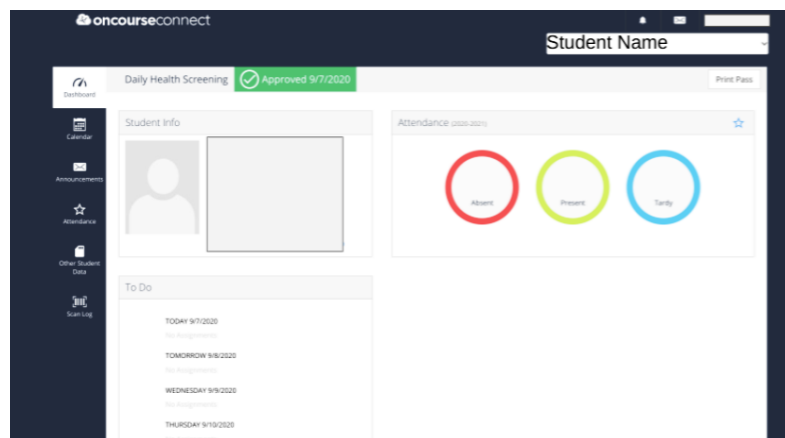 oncourseconnect
Student Name
Dashboard
Calendar
Announcements
Attendance
Other Student
Data
Scan Log
Daily Health Screening Approved 9/7/2020
Print Pass
Student Info
Attendance (2020-2021)
Absent
Present
Tardy
To Do
TODAY 9/7/2020
No Assignments
TOMORROW 9/8/2020
No Assignments
WEDNESDAY 9/9/2020
No Assignments
THURSDAY 9/10/2020